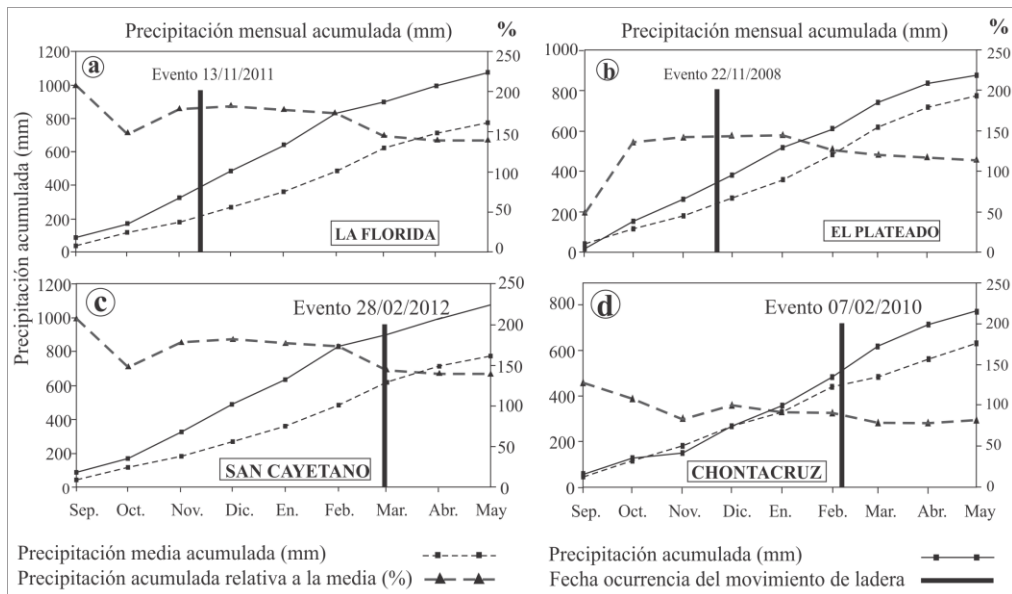 Precipitación mensual acumulada (mm)
%
Precipitación mensual acumulada (mm)
%
Precipitación acumulada (mm)
a
Evento 13/11/2011
LA FLORIDA
1200
1000
800
600
400
200
0
250
200
150
100
50
0
b
Evento 22/11/2008
EL PLATEADO
1000
800
600
400
200
0
250
200
150
100
50
0
c
Evento 28/02/2012
SAN CAYETANO
1200
1000
800
600
400
200
0
250
200
150
100
50
0
Sep. Oct. Nov. Dic. En. Feb. Mar. Abr. May
d
Evento 07/02/2010
CHONTACRUZ
800
600
400
200
0
250
200
150
100
50
0
Sep. Oct. Nov. Dic. En. Feb. Mar. Abr. May
Precipitación media acumulada (mm)
Precipitación acumulada relativa a la media (%)
Precipitación acumulada (mm)
Fecha ocurrencia del movimiento de ladera